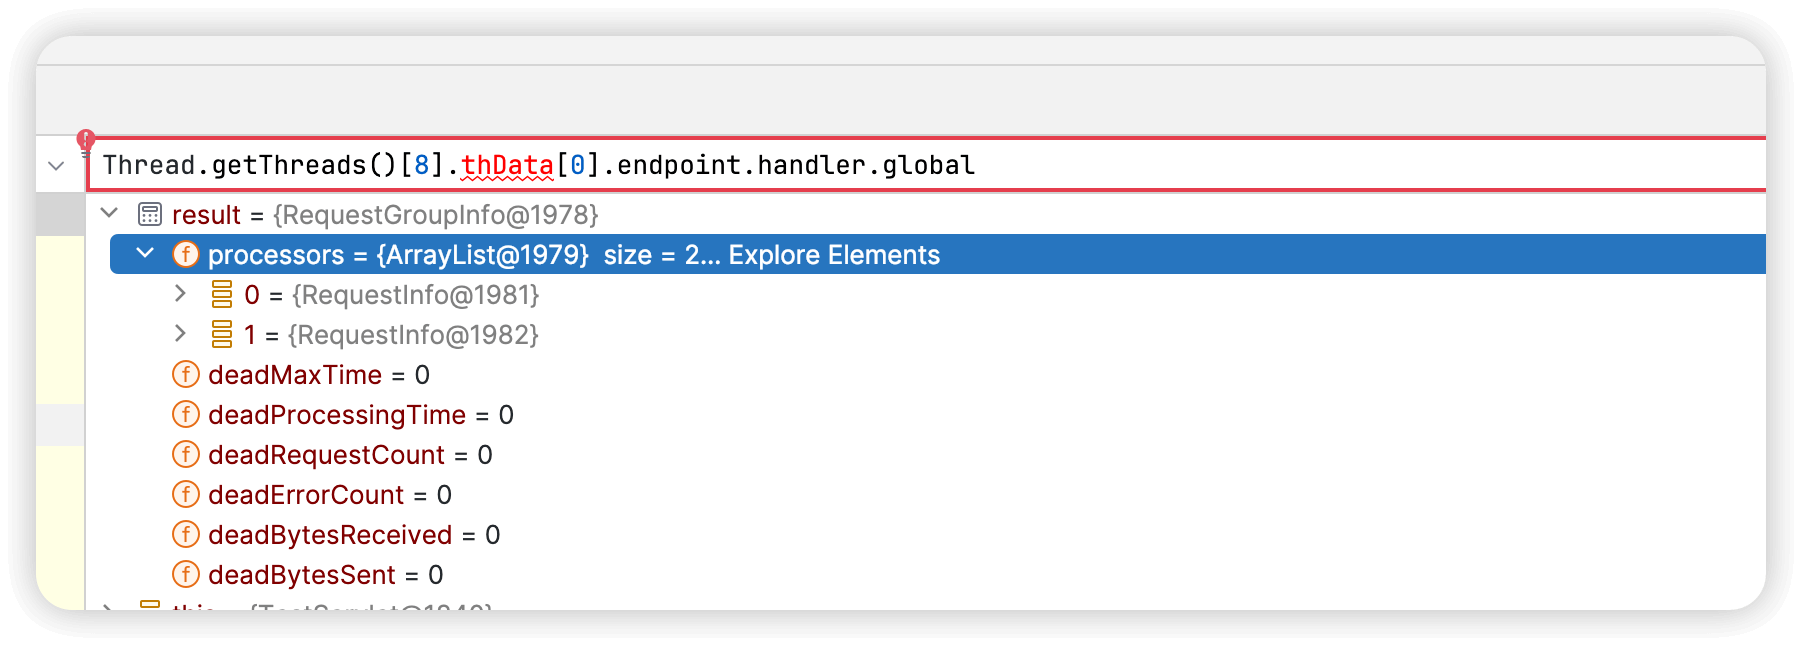 Thread.getThreads()[8].thData[0].endpoint.handler.global
result = {RequestGroupInfo@1978}
processors = {ArrayList@1979} size = 2... Explore Elements
0 = {RequestInfo@1981}
1 = {RequestInfo@1982}
deadMaxTime = 0
deadProcessingTime = 0
deadRequestCount = 0
deadErrorCount = 0
deadBytesReceived = 0
deadBytesSent = 0